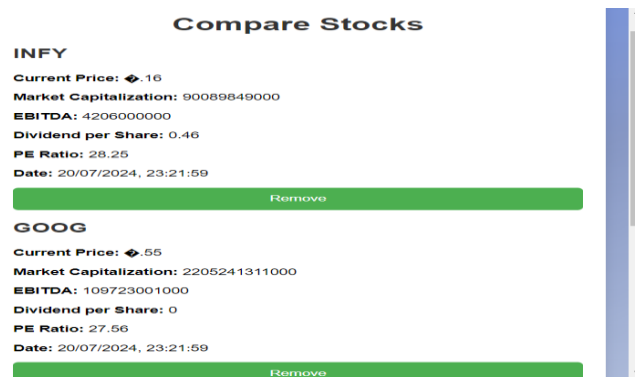 Compare Stocks
INFY
Current Price: �.16
Market Capitalization: 90089849000
EBITDA: 4206000000
Dividend per Share: 0.46
PE Ratio: 28.25
Date: 20/07/2024, 23:21:59
Remove
GOOG
Current Price: �.55
Market Capitalization: 2205241311000
EBITDA: 109723001000
Dividend per Share: 0
PE Ratio: 27.56
Date: 20/07/2024, 23:21:59
Remove